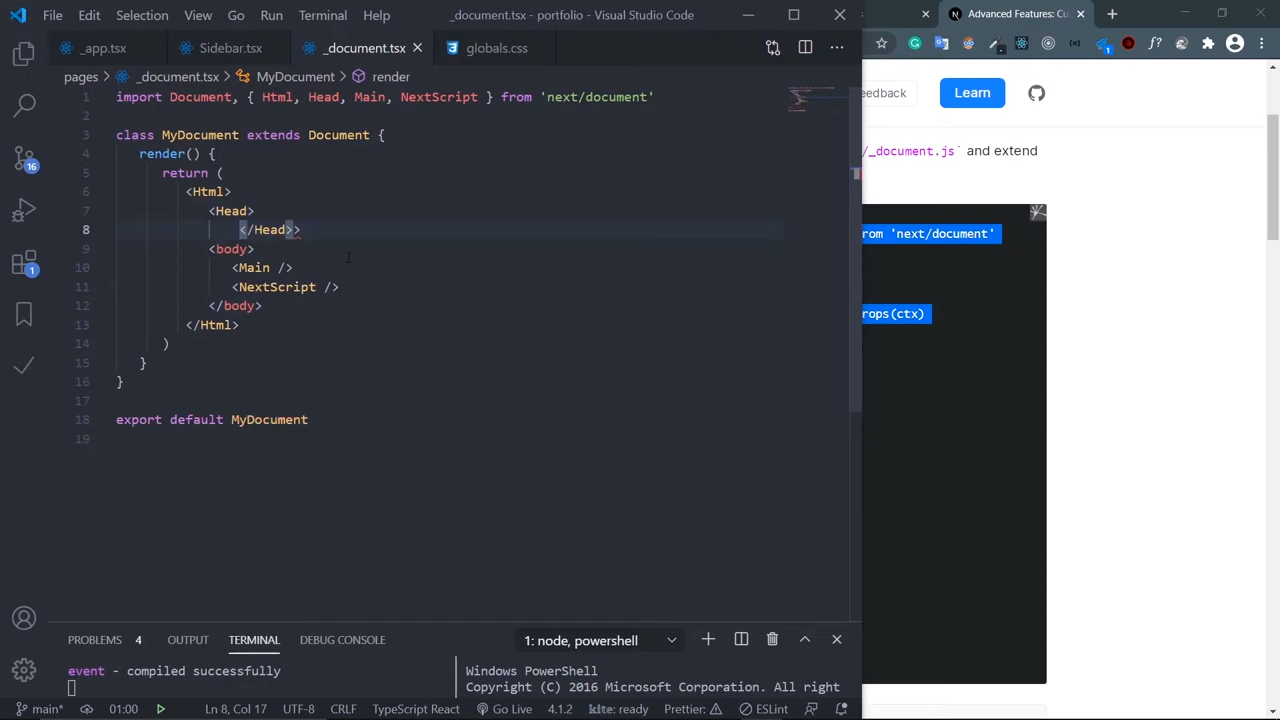 File Edit Selection View Go Run Terminal Help _document.tsx - portfolio - Visual Studio Code
_app.tsx Sidebar.tsx _document.tsx globals.css
pages > _document.tsx > MyDocument > render
1 import Document, { Html, Head, Main, NextScript } from 'next/document'
2
3 class MyDocument extends Document {
4 render() {
5 return (
6 <Html>
7 <Head>
8 </Head>>
9 <body>
10 <Main />
11 <NextScript />
12 </body>
13 </Html>
14 )
15 }
16 }
17
18 export default MyDocument
19
16
1
PROBLEMS 4 OUTPUT TERMINAL DEBUG CONSOLE 1: node, powershell
event - compiled successfully
Windows PowerShell
Copyright (C) 2016 Microsoft Corporation. All right
main* 01:00 Ln 8, Col 17 UTF-8 CRLF TypeScript React Go Live 4.1.2 kite: ready Prettier: ESLint
Advanced Features: Cu
f?
1
eedback Learn
/_document.js` and extend
rom 'next/document'
rops(ctx)